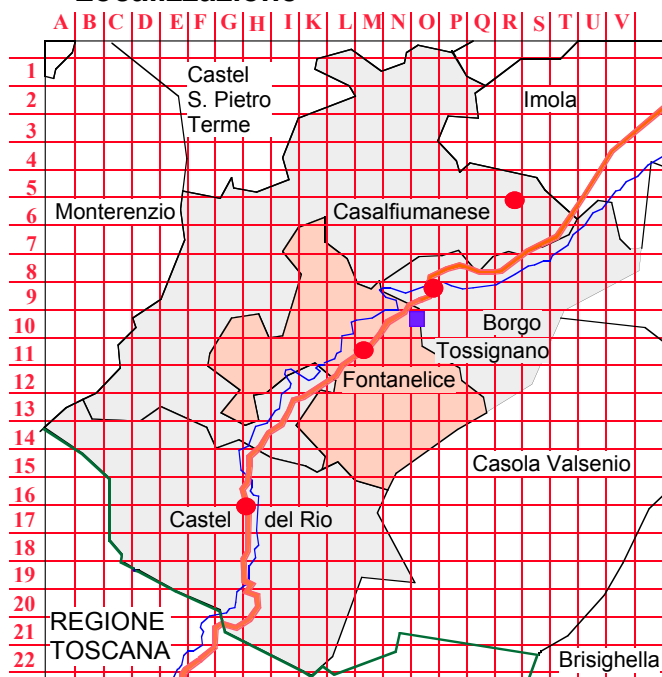 Localizzazione
A B C D E F G H I K L M N O P Q R S T U V
1
2
3
4
5
6
7
8
9
10
11
12
13
14
15
16
17
18
19
20
21
22
Castel
S. Pietro
Terme
Imola
Monterenzio
Casalfiumanese
Borgo
Tossignano
Fontanelice
Casola Valsenio
Castel del Rio
REGIONE
TOSCANA
Brisighella